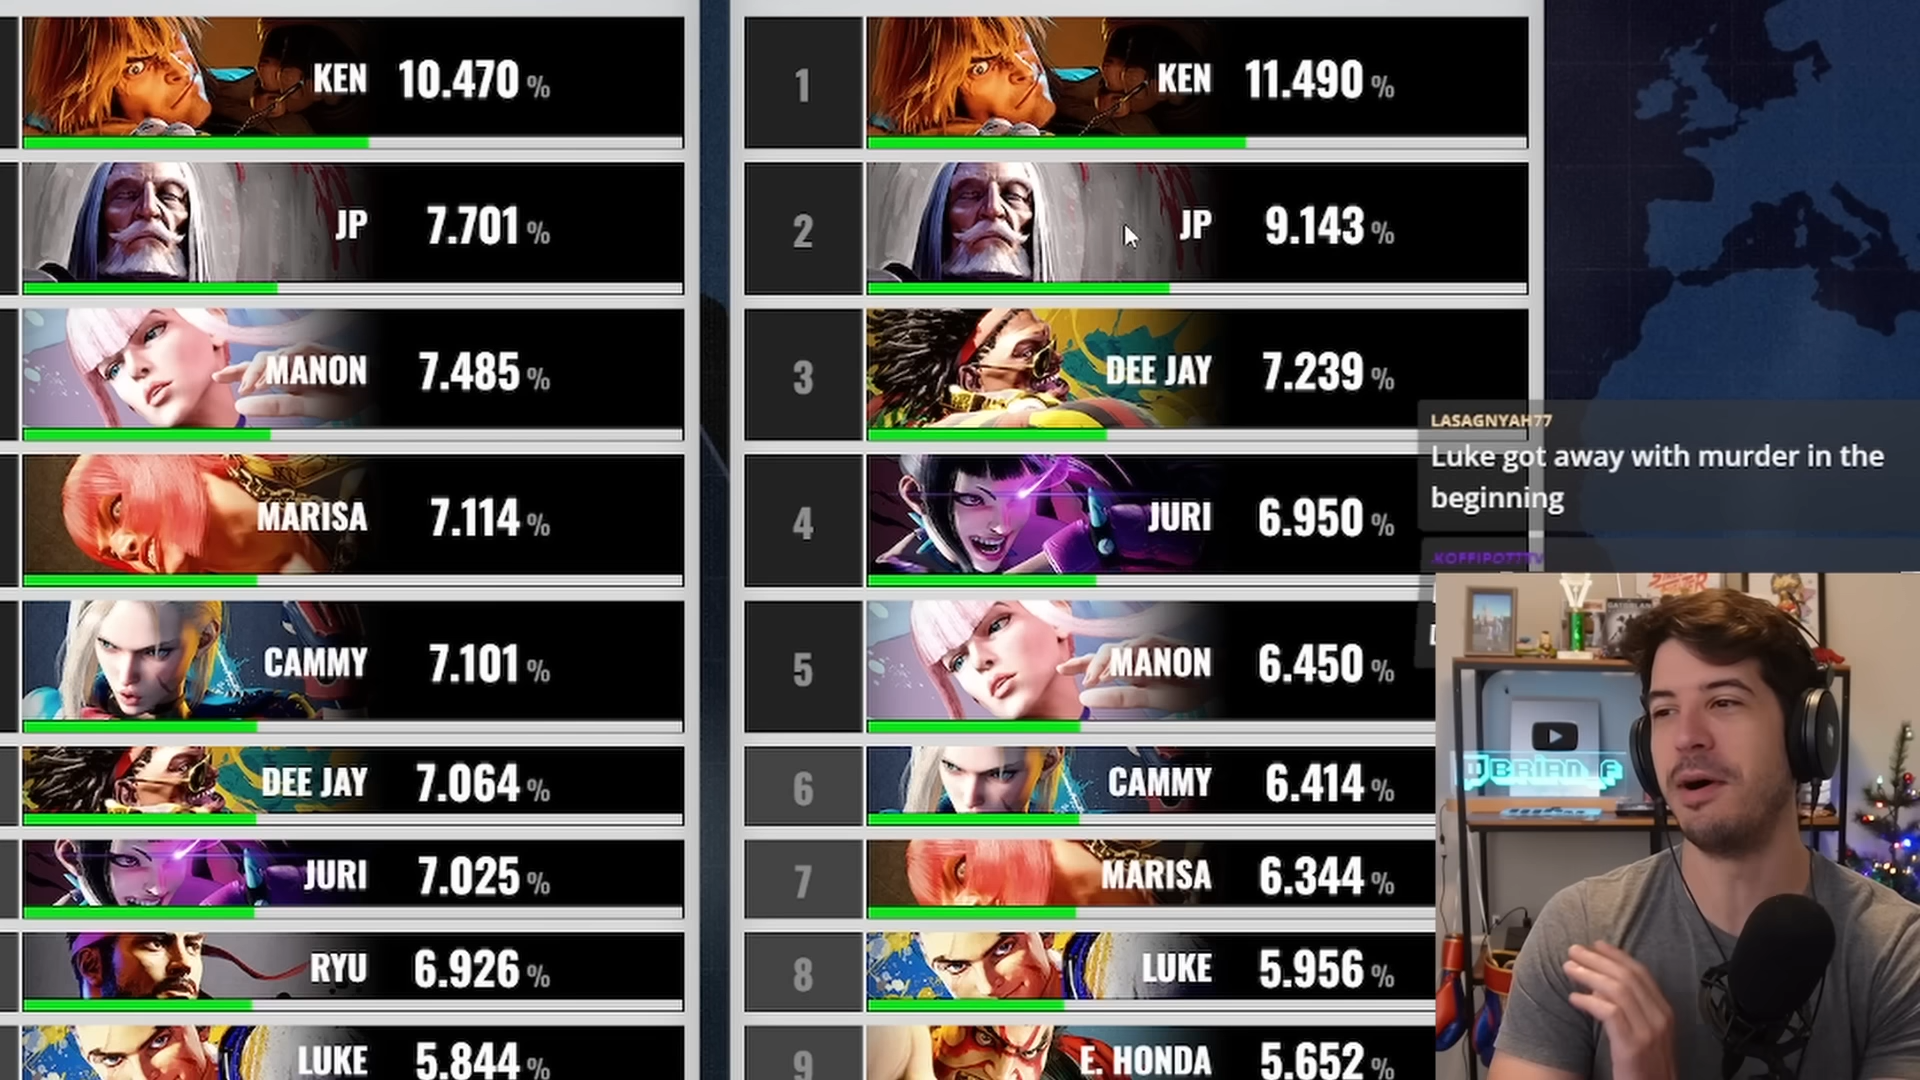 KEN 10.470 %
JP 7.701 %
MANON 7.485 %
MARISA 7.114 %
CAMMY 7.101 %
DEE JAY 7.064 %
JURI 7.025 %
RYU 6.926 %
LUKE 5.844 %
1 KEN 11.490 %
2 JP 9.143 %
3 DEE JAY 7.239 %
4 JURI 6.950 %
5 MANON 6.450 %
6 CAMMY 6.414 %
7 MARISA 6.344 %
8 LUKE 5.956 %
9 E. HONDA 5.652 %
LASAGNYAH77
Luke got away with murder in the
beginning
BRIAN_F